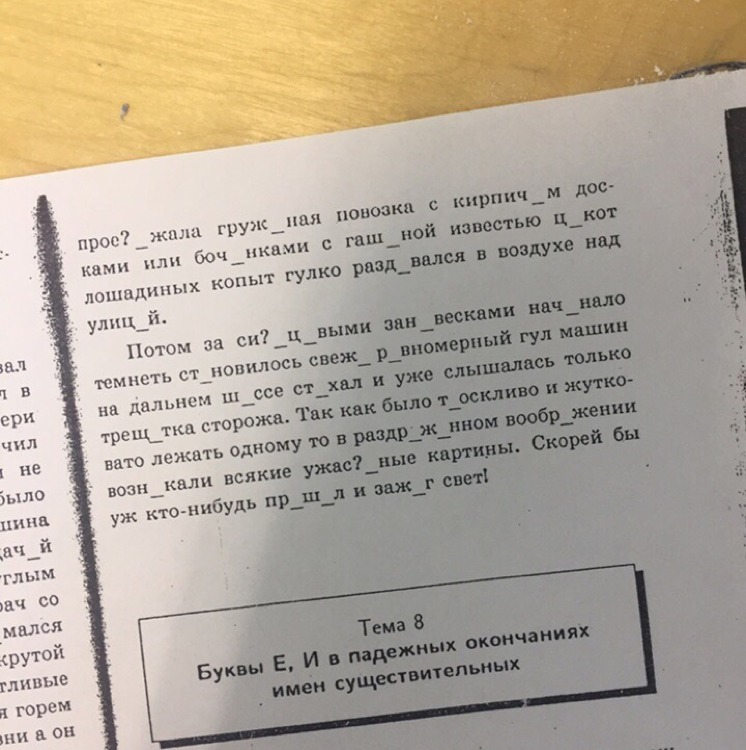 вал
л в
ери
чил
и не
было
шина
дач_й
углым
рач со
_мался
крутой
тливые
я горем
зни а он
прос? _жала груж_ная повозка с кирпич_м дос-
ками или боч_нками с гаш_ной известью ц_кот
лошадиных копыт гулко разд_вался в воздухе над
улиц_й.
Потом за си? _ц_выми зан_весками нач_нало
темнеть ст_новилось свеж_ р_вномерный гул машин
на дальнем ш_ссе ст_хал и уже слышалась только
трещ_тка сторожа. Так как было т_оскливо и жутко-
вато лежать одному то в раздр_ж_нном вообр_жении
возн_кали всякие ужас? _ные картины. Скорей бы
уж кто-нибудь пр_ш_л и заж_г свет!
Тема 8
Буквы Е, И в падежных окончаниях
имен существительных